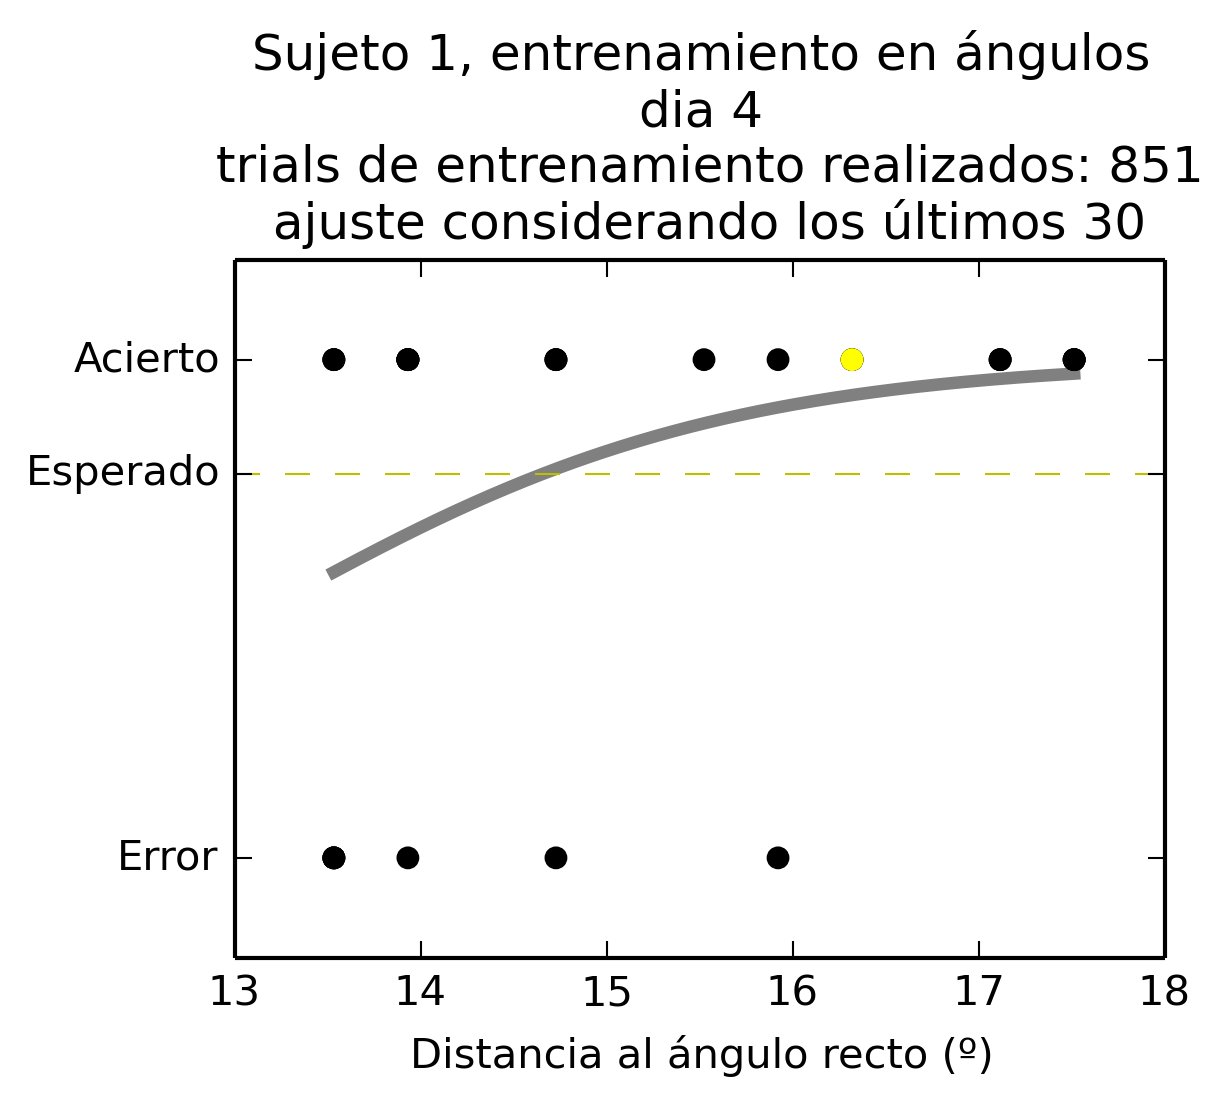 Sujeto 1, entrenamiento en ángulos
dia 4
trials de entrenamiento realizados: 851
ajuste considerando los últimos 30
Acierto
Esperado
Error
13 14 15 16 17 18
Distancia al ángulo recto (º)